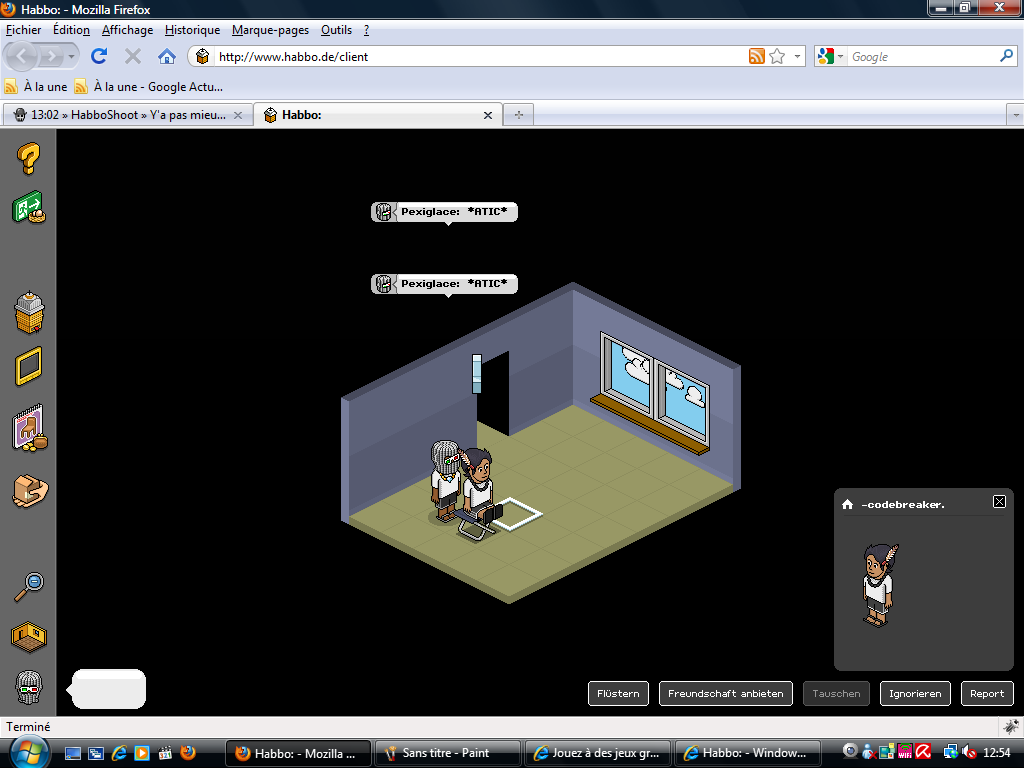 Habbo: - Mozilla Firefox
Fichier Édition Affichage Historique Marque-pages Outils ?
http://www.habbo.de/client
Google
À la une À la une - Google Actu...
13:02 » HabboShoot » Y'a pas mieu... Habbo:
Pexiglace: *ATIC*
Pexiglace: *ATIC*
-codebreaker.
Flüstern Freundschaft anbieten Tauschen Ignorieren Report
Terminé
Habbo: - Mozilla ... Sans titre - Paint Jouez à des jeux gr... Habbo: - Window... WiFi 12:54